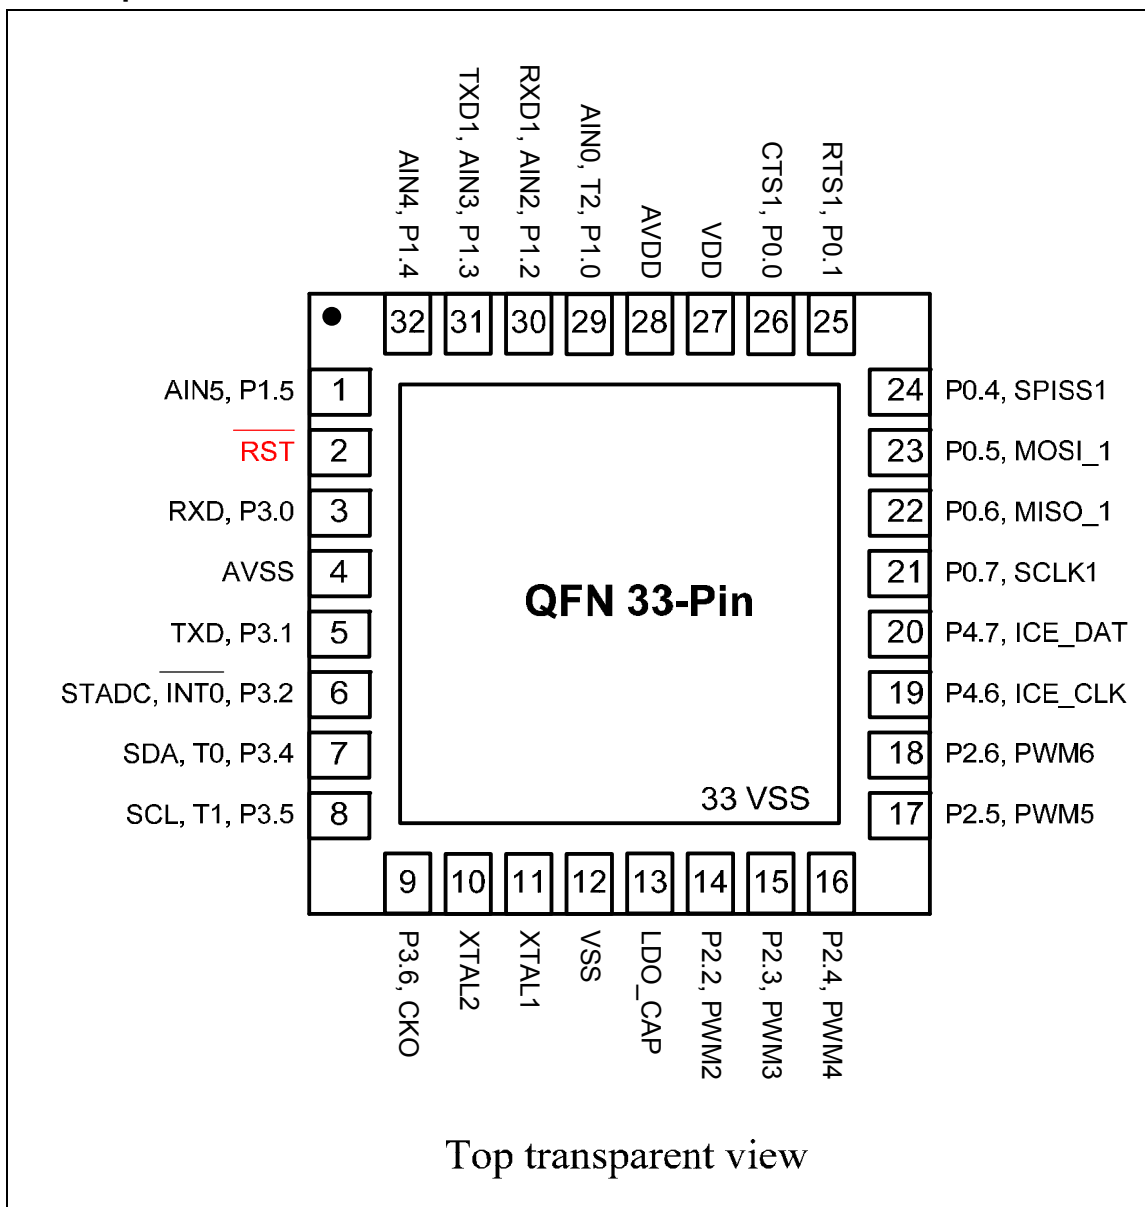 AIN4, P1.4
TXD1, AIN3, P1.3
RXD1, AIN2, P1.2
AIN0, T2, P1.0
AVDD
VDD
CTS1, P0.0
RTS1, P0.1
32 31 30 29 28 27 26 25
AIN5, P1.5 1
RST 2
RXD, P3.0 3
AVSS 4
TXD, P3.1 5
STADC, INT0, P3.2 6
SDA, T0, P3.4 7
SCL, T1, P3.5 8
QFN 33-Pin
33 VSS
24 P0.4, SPISS1
23 P0.5, MOSI_1
22 P0.6, MISO_1
21 P0.7, SCLK1
20 P4.7, ICE_DAT
19 P4.6, ICE_CLK
18 P2.6, PWM6
17 P2.5, PWM5
9 10 11 12 13 14 15 16
P3.6, CKO
XTAL2
XTAL1
VSS
LDO_CAP
P2.2, PWM2
P2.3, PWM3
P2.4, PWM4
Top transparent view